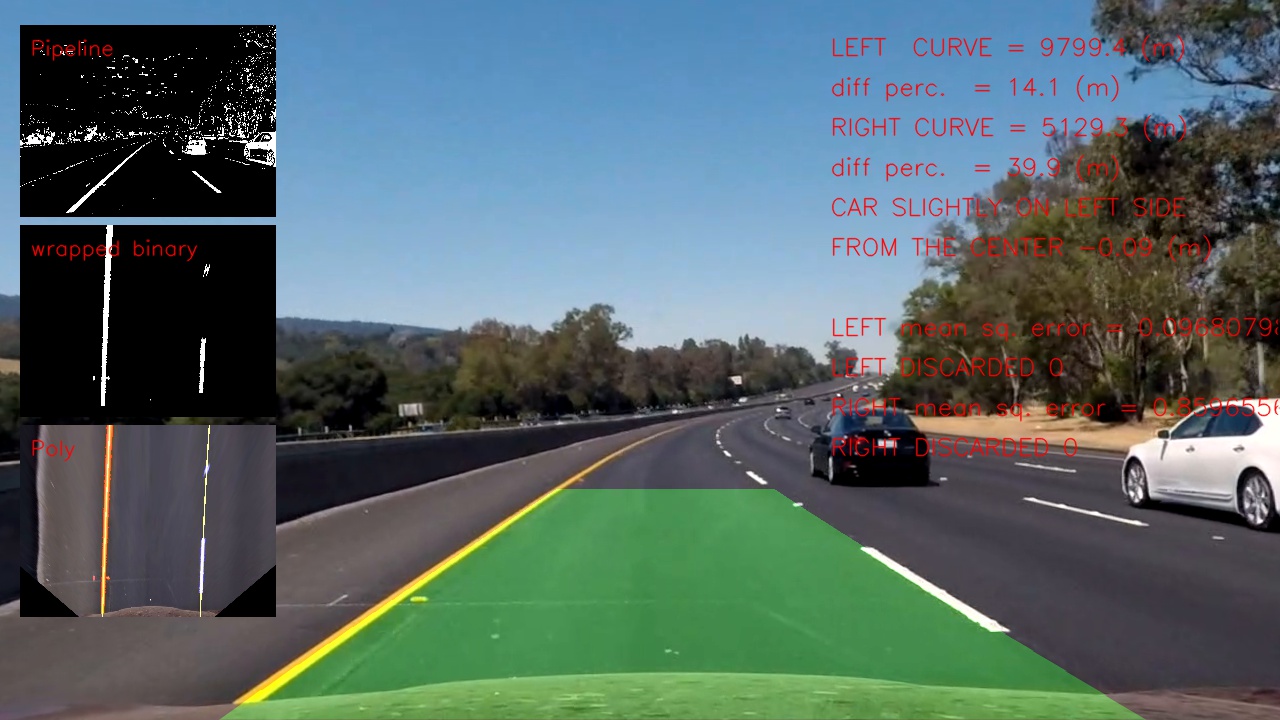 Pipeline
wrapped binary
Poly
LEFT CURVE = 9799.4 (m)
diff perc. = 14.1 (m)
RIGHT CURVE = 5129.3 (m)
diff perc. = 39.9 (m)
CAR SLIGHTLY ON LEFT SIDE
FROM THE CENTER -0.09 (m)
LEFT mean sq. error = 0.0968079
LEFT DISCARDED 0
RIGHT mean sq. error = 0.859655
RIGHT DISCARDED 0